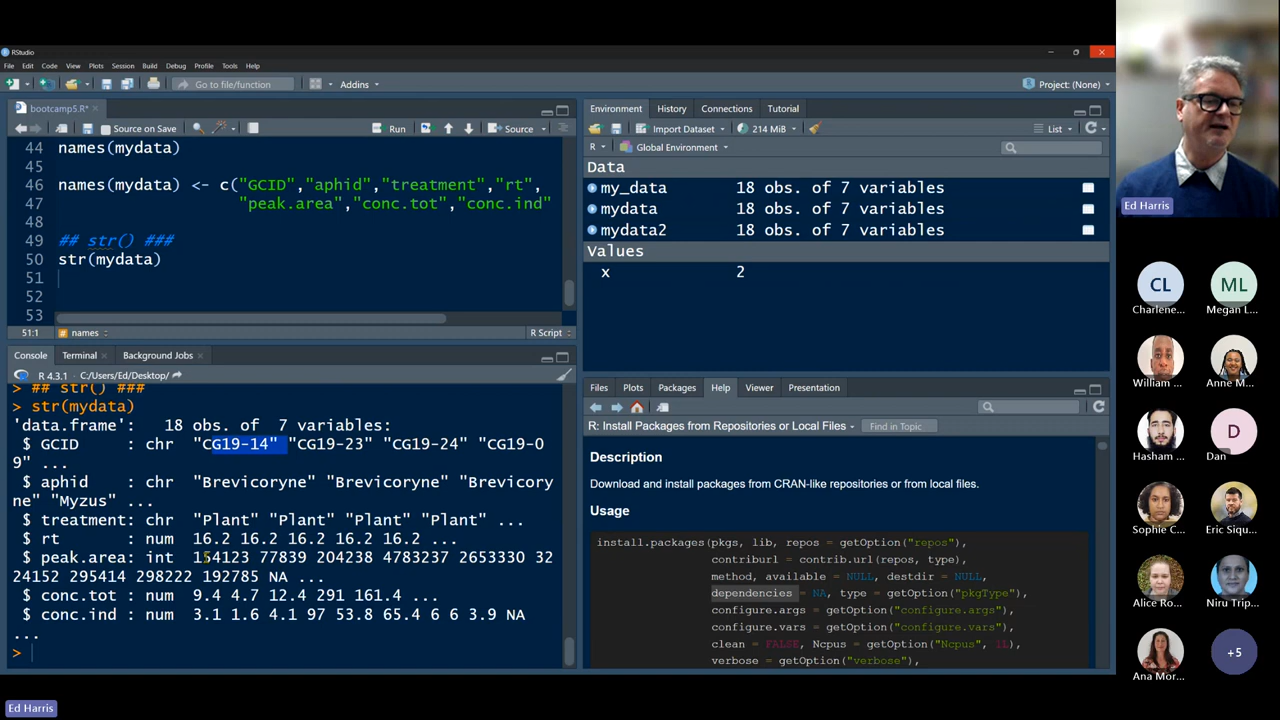 RStudio
File Edit Code View Plots Session Build Debug Profile Tools Help
Go to file/function
Addins
Project: (None)
bootcamp5.R*
Source on Save
Run
Source
44 names(mydata)
45
46 names(mydata) <- c("GCID","aphid","treatment","rt",
47 "peak.area","conc.tot","conc.ind"
48
49 ## str() ###
50 str(mydata)
51
52
53
51:1 names R Script
Console Terminal Background Jobs
R 4.3.1 · C:/Users/Ed/Desktop/
> ## str() ###
> str(mydata)
'data.frame': 18 obs. of 7 variables:
$ GCID : chr "CG19-14" "CG19-23" "CG19-24" "CG19-0
9" ...
$ aphid : chr "Brevicoryne" "Brevicoryne" "Brevicory
ne" "Myzus" ...
$ treatment: chr "Plant" "Plant" "Plant" "Plant" ...
$ rt : num 16.2 16.2 16.2 16.2 16.2 ...
$ peak.area: int 154123 77839 204238 4783237 2653330 32
24152 295414 298222 192785 NA ...
$ conc.tot : num 9.4 4.7 12.4 291 161.4 ...
$ conc.ind : num 3.1 1.6 4.1 97 53.8 65.4 6 6 3.9 NA
...
>
Environment History Connections Tutorial
Import Dataset
214 MiB
List
R
Global Environment
Data
my_data 18 obs. of 7 variables
mydata 18 obs. of 7 variables
mydata2 18 obs. of 7 variables
Values
x 2
Files Plots Packages Help Viewer Presentation
R: Install Packages from Repositories or Local Files
Find in Topic
Description
Download and install packages from CRAN-like repositories or from local files.
Usage
install.packages(pkgs, lib, repos = getOption("repos"),
contriburl = contrib.url(repos, type),
method, available = NULL, destdir = NULL,
dependencies = NA, type = getOption("pkgType"),
configure.args = getOption("configure.args"),
configure.vars = getOption("configure.vars"),
clean = FALSE, Ncpus = getOption("Ncpus", 1L),
verbose = getOption("verbose"),
Ed Harris
CL
Charlene...
ML
Megan L...
William ...
Anne M...
Hasham ...
D
Dan
Sophie C...
Eric Siqu...
Alice Ro...
Niru Trip...
Ana Mor...
+5
Ed Harris